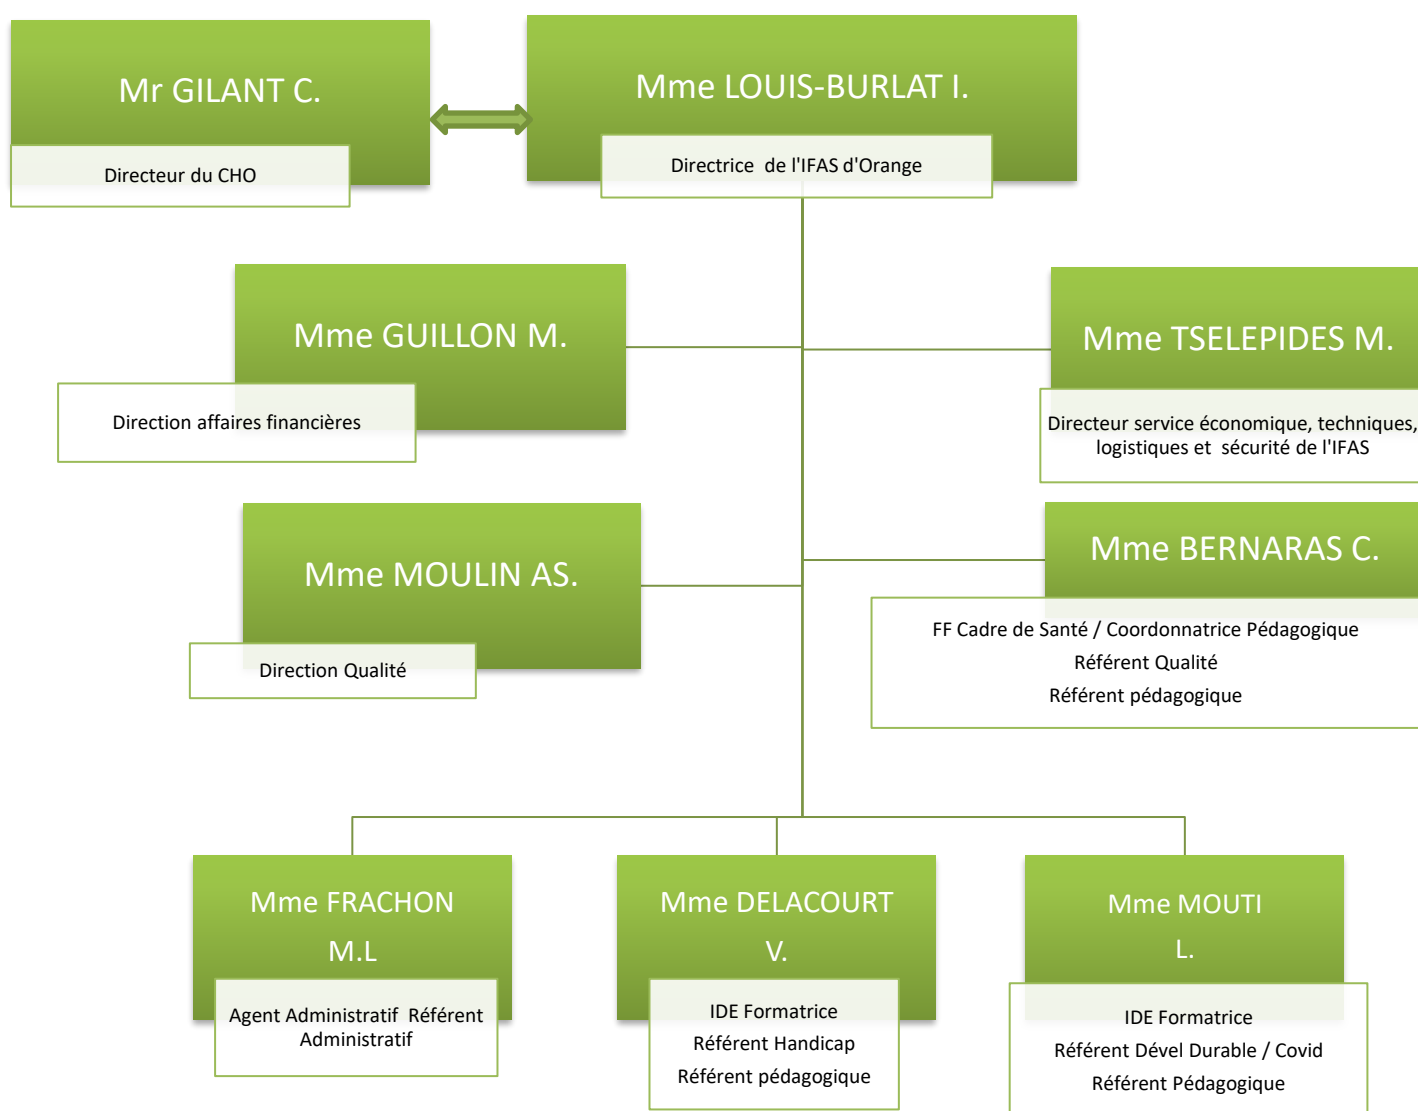 Mr GILANT C.
Directeur du CHO
Mme LOUIS-BURLAT I.
Directrice de l'IFAS d'Orange
Mme GUILLON M.
Direction affaires financières
Mme TSELEPIDES M.
Directeur service économique, techniques,
logistiques et sécurité de l'IFAS
Mme MOULIN AS.
Direction Qualité
Mme BERNARAS C.
FF Cadre de Santé / Coordonnatrice Pédagogique
Référent Qualité
Référent pédagogique
Mme FRACHON
M.L
Agent Administratif Référent
Administratif
Mme DELACOURT
V.
IDE Formatrice
Référent Handicap
Référent pédagogique
Mme MOUTI
L.
IDE Formatrice
Référent Dével Durable / Covid
Référent Pédagogique